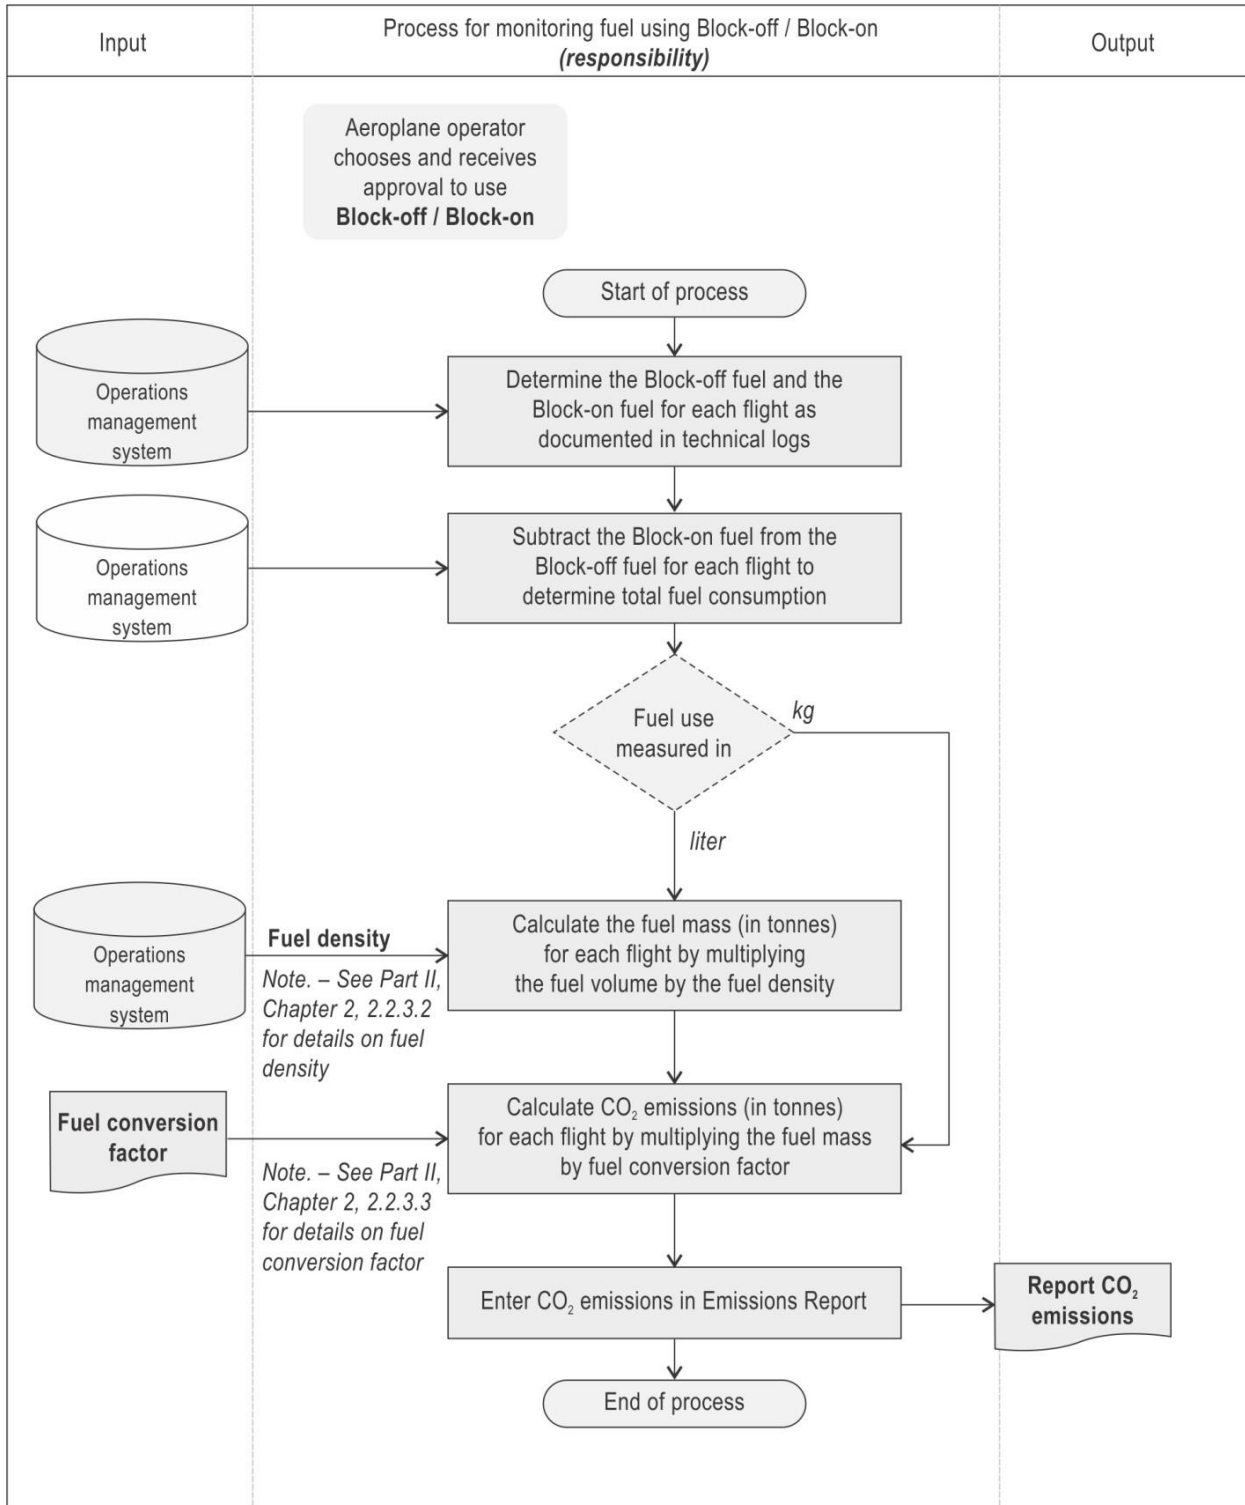 Input
Process for monitoring fuel using Block-off / Block-on
(responsibility)
Output
Aeroplane operator
chooses and receives
approval to use
Block-off / Block-on
Start of process
Operations
management
system
Determine the Block-off fuel and the
Block-on fuel for each flight as
documented in technical logs
Operations
management
system
Subtract the Block-on fuel from the
Block-off fuel for each flight to
determine total fuel consumption
Fuel use
measured in
kg
liter
Operations
management
system
Fuel density
Note. – See Part II,
Chapter 2, 2.2.3.2
for details on fuel
density
Calculate the fuel mass (in tonnes)
for each flight by multiplying
the fuel volume by the fuel density
Fuel conversion
factor
Note. – See Part II,
Chapter 2, 2.2.3.3
for details on fuel
conversion factor
Calculate CO₂ emissions (in tonnes)
for each flight by multiplying the fuel mass
by fuel conversion factor
Enter CO₂ emissions in Emissions Report
Report CO₂
emissions
End of process